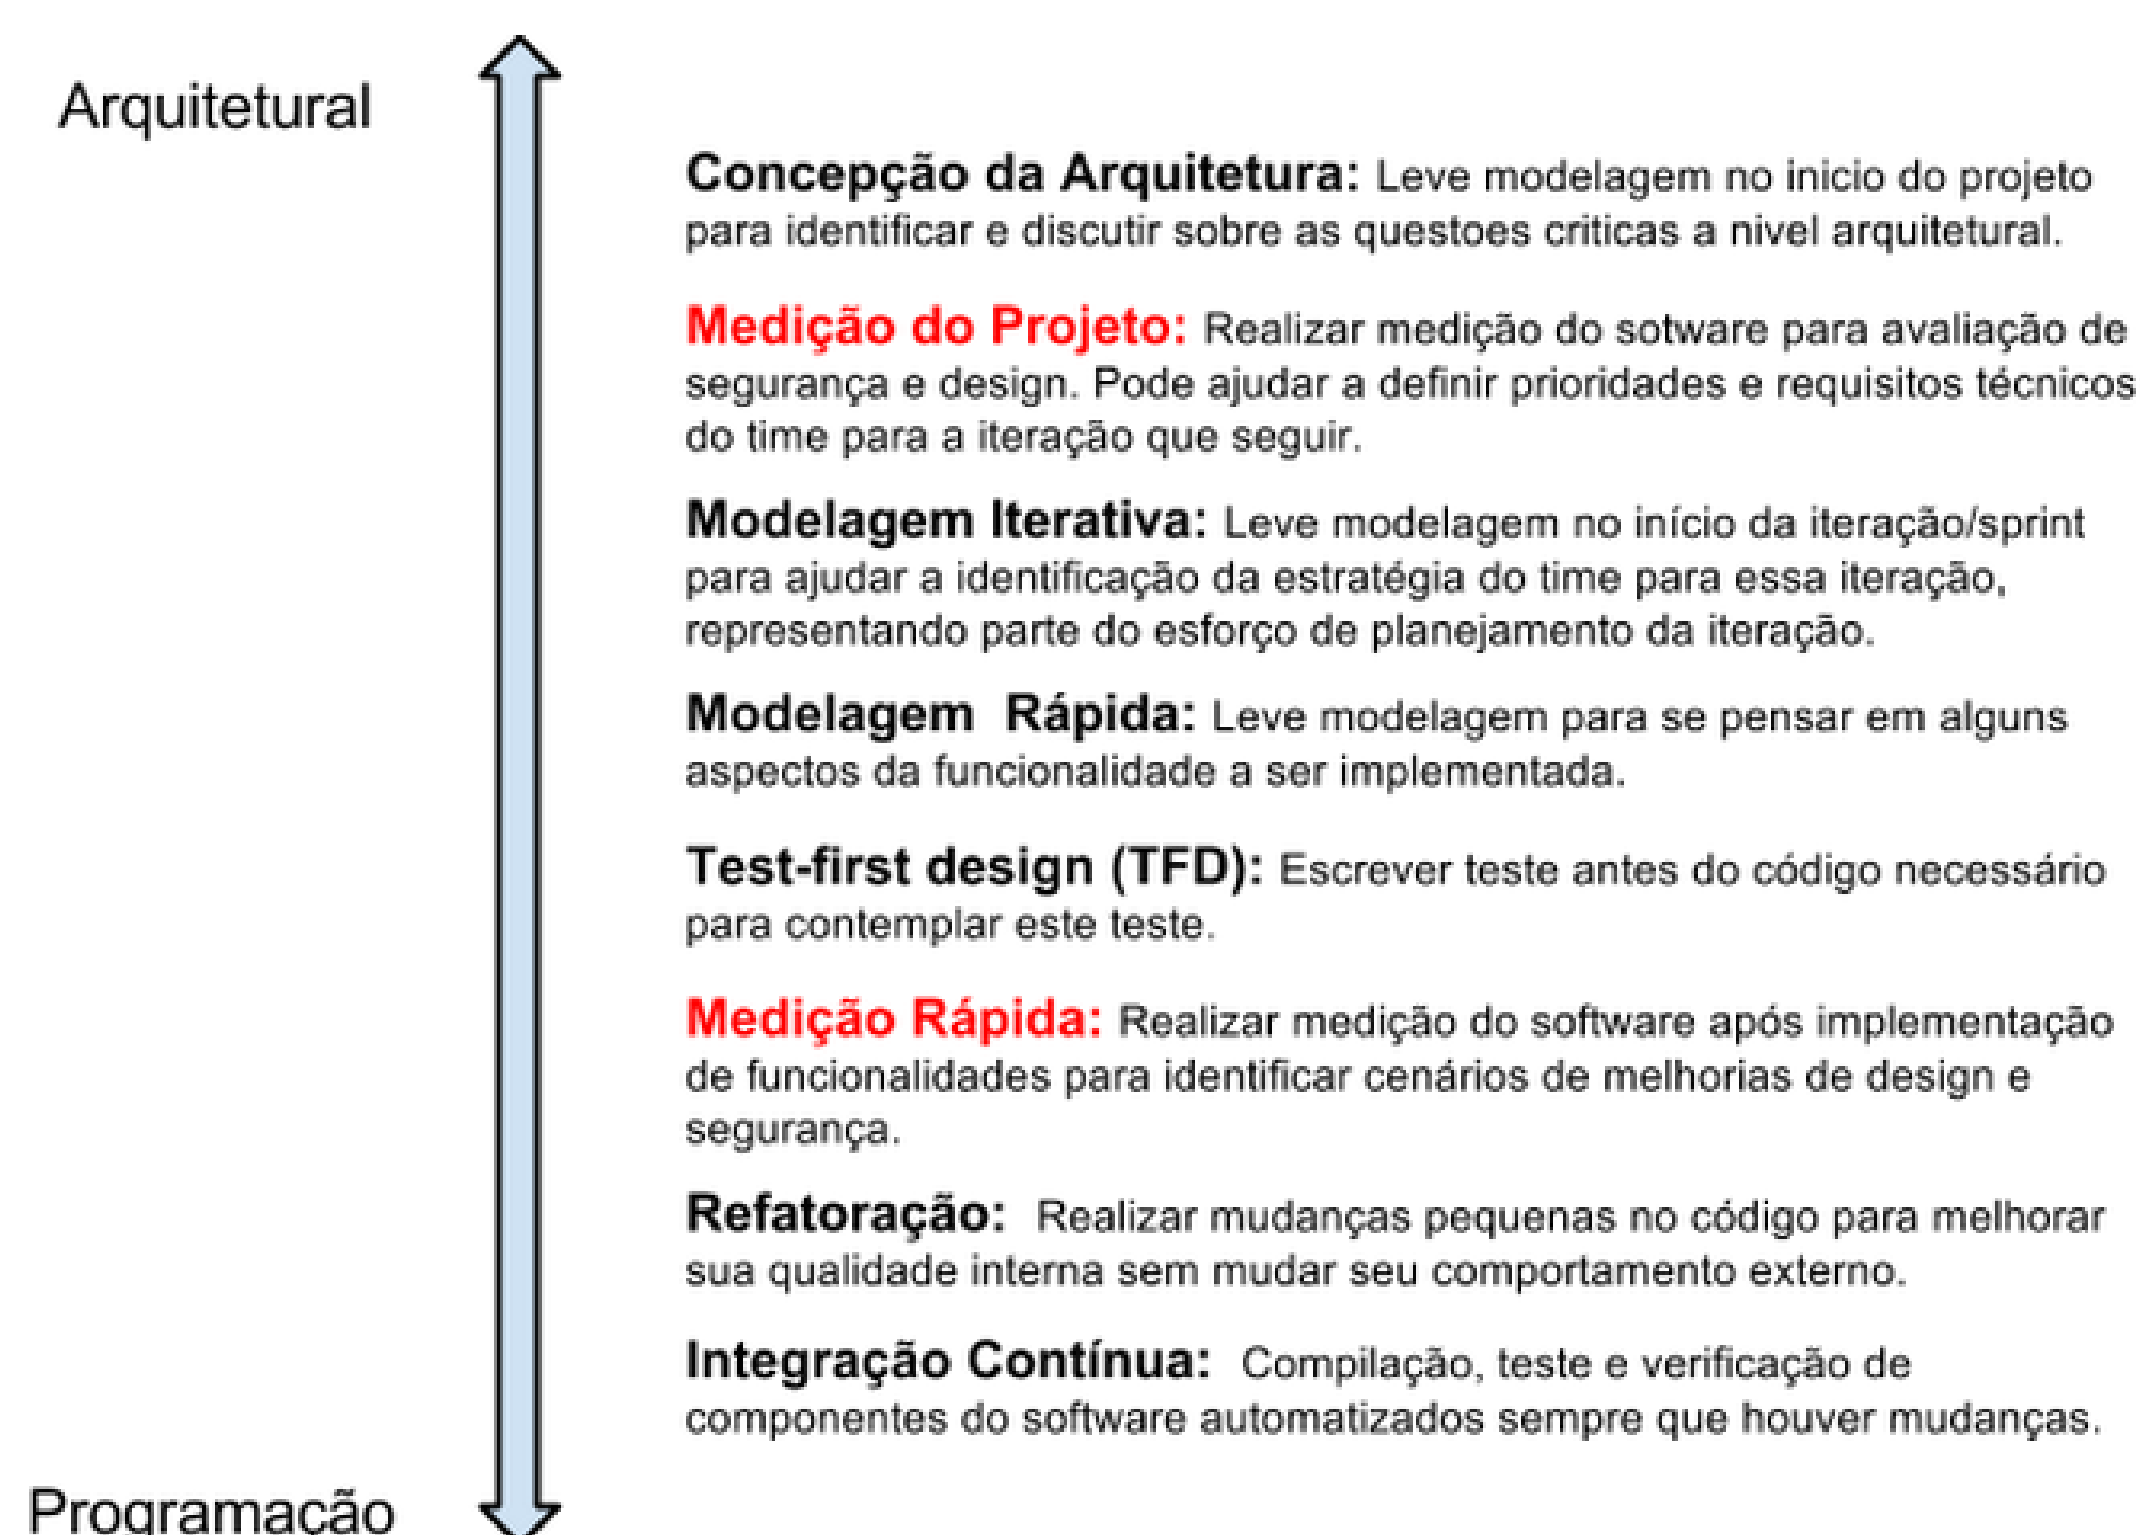 Arquitetural
Concepção da Arquitetura: Leve modelagem no inicio do projeto
para identificar e discutir sobre as questoes criticas a nivel arquitetural.
Medição do Projeto: Realizar medição do sotware para avaliação de
segurança e design. Pode ajudar a definir prioridades e requisitos técnicos
do time para a iteração que seguir.
Modelagem Iterativa: Leve modelagem no início da iteração/sprint
para ajudar a identificação da estratégia do time para essa iteração,
representando parte do esforço de planejamento da iteração.
Modelagem Rápida: Leve modelagem para se pensar em alguns
aspectos da funcionalidade a ser implementada.
Test-first design (TFD): Escrever teste antes do código necessário
para contemplar este teste.
Medição Rápida: Realizar medição do software após implementação
de funcionalidades para identificar cenários de melhorias de design e
segurança.
Refatoração: Realizar mudanças pequenas no código para melhorar
sua qualidade interna sem mudar seu comportamento externo.
Integração Contínua: Compilação, teste e verificação de
componentes do software automatizados sempre que houver mudanças.
Programação